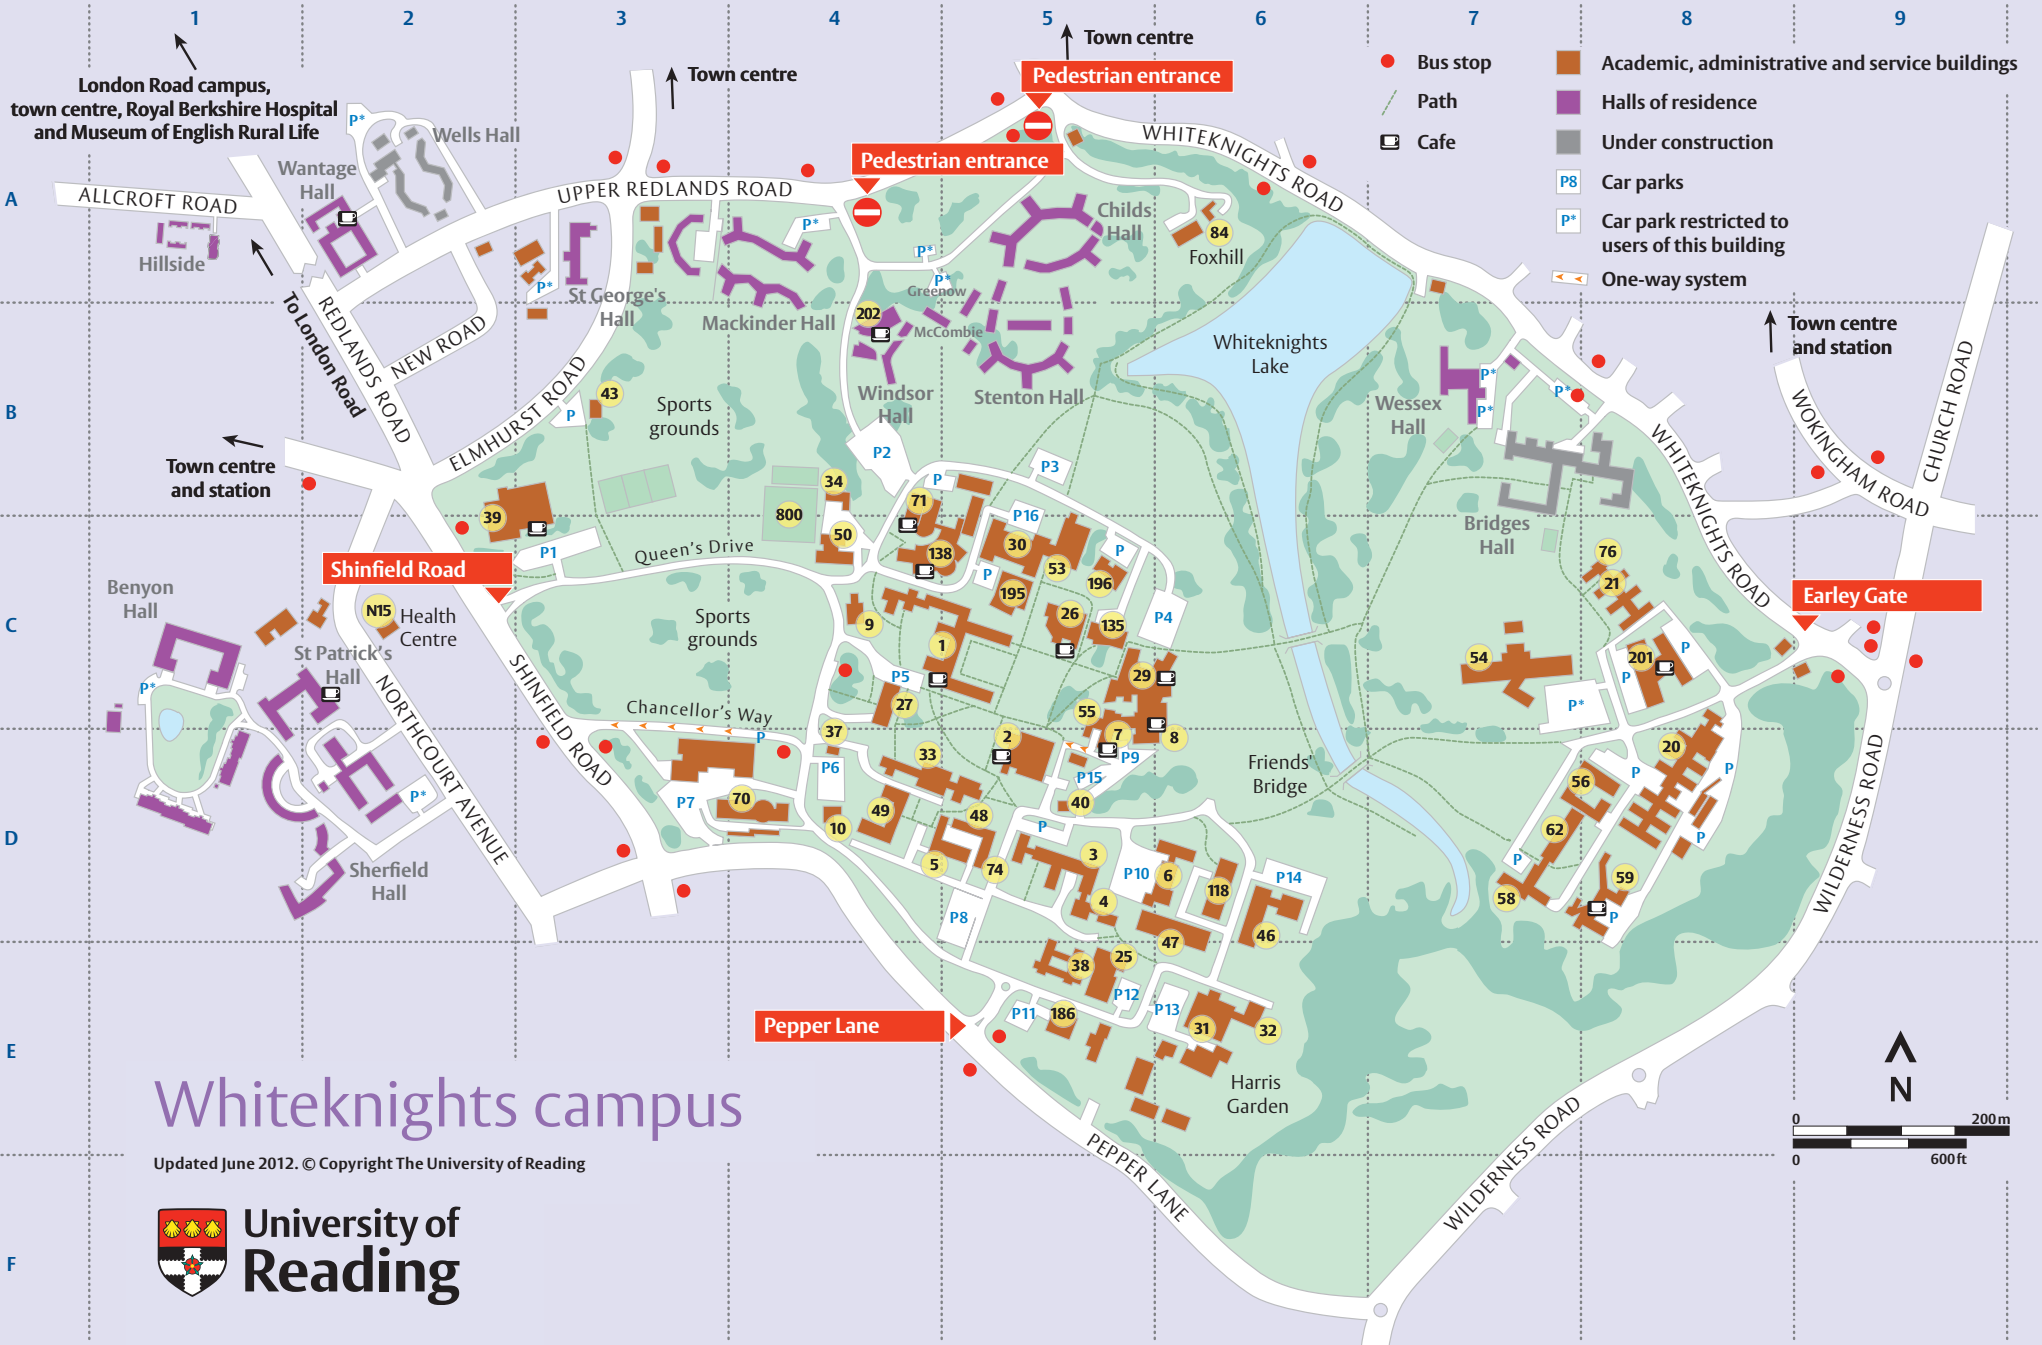 1
2
3
4
5
6
7
8
9
A
B
C
D
E
F
London Road campus,
town centre, Royal Berkshire Hospital
and Museum of English Rural Life
Town centre
Town centre
Pedestrian entrance
Pedestrian entrance
Bus stop
Path
Cafe
Academic, administrative and service buildings
Halls of residence
Under construction
P8
Car parks
P*
Car park restricted to
users of this building
One-way system
P*
Wells Hall
Wantage
Hall
ALLCROFT ROAD
Hillside
UPPER REDLANDS ROAD
WHITEKNIGHTS ROAD
Childs
Hall
84
Foxhill
P*
P*
P*
P*
Greenow
St George's
Hall
Mackinder Hall
202
McCombie
Windsor
Hall
Stenton Hall
To London Road
REDLANDS ROAD
NEW ROAD
ELMHURST ROAD
P
43
Sports
grounds
Whiteknights
Lake
Town centre
and station
Wessex
Hall
P*
P*
P*
WOKINGHAM ROAD
CHURCH ROAD
WHITEKNIGHTS ROAD
Town centre
and station
P2
P3
P
34
71
39
800
50
P16
30
138
53
P
P
196
195
P1
Queen's Drive
Shinfield Road
Bridges
Hall
76
21
Earley Gate
WHITEKNIGHTS ROAD
Benyon
Hall
N15
Health
Centre
St Patrick's
Hall
P*
Sports
grounds
9
1
26
135
P4
54
201
P
P
P*
P5
27
29
55
SHINFIELD ROAD
NORTHCOURT AVENUE
Chancellor's Way
P
37
33
2
7
8
P9
P15
P6
Friends'
Bridge
20
56
P
P
P
P7
70
10
49
48
40
P
62
P
P*
Sherfield
Hall
5
74
3
4
P10
6
118
P14
58
59
P
P8
46
47
25
38
WILDERNESS ROAD
P12
P13
P11
186
31
32
Pepper Lane
Harris
Garden
N
0
200m
0
600ft
Whiteknights campus
Updated June 2012. © Copyright The University of Reading
PEPPER LANE
WILDERNESS ROAD
University of
Reading